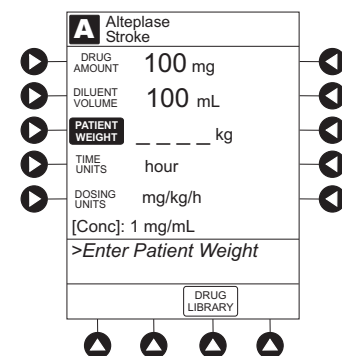 A Alteplase
Stroke
DRUG
AMOUNT 100 mg
DILUENT
VOLUME 100 mL
PATIENT
WEIGHT _ _ _ _ kg
TIME
UNITS hour
DOSING
UNITS mg/kg/h
[Conc]: 1 mg/mL
>Enter Patient Weight
DRUG
LIBRARY